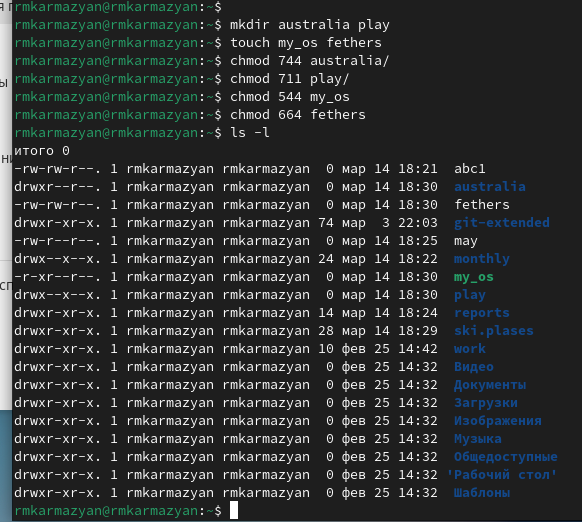 rmkarmazyan@rmkarmazyan:~$
rmkarmazyan@rmkarmazyan:~$ mkdir australia play
rmkarmazyan@rmkarmazyan:~$ touch my_os fethers
rmkarmazyan@rmkarmazyan:~$ chmod 744 australia/
rmkarmazyan@rmkarmazyan:~$ chmod 711 play/
rmkarmazyan@rmkarmazyan:~$ chmod 544 my_os
rmkarmazyan@rmkarmazyan:~$ chmod 664 fethers
rmkarmazyan@rmkarmazyan:~$ ls -l
итого 0
-rw-rw-r--. 1 rmkarmazyan rmkarmazyan  0 мар 14 18:21  abc1
drwxr--r--. 1 rmkarmazyan rmkarmazyan  0 мар 14 18:30  australia
-rw-rw-r--. 1 rmkarmazyan rmkarmazyan  0 мар 14 18:30  fethers
drwxr-xr-x. 1 rmkarmazyan rmkarmazyan 74 мар  3 22:03  git-extended
-rw-r--r--. 1 rmkarmazyan rmkarmazyan  0 мар 14 18:25  may
drwx--x--x. 1 rmkarmazyan rmkarmazyan 24 мар 14 18:22  monthly
-r-xr--r--. 1 rmkarmazyan rmkarmazyan  0 мар 14 18:30  my_os
drwx--x--x. 1 rmkarmazyan rmkarmazyan  0 мар 14 18:30  play
drwxr-xr-x. 1 rmkarmazyan rmkarmazyan 14 мар 14 18:24  reports
drwxr-xr-x. 1 rmkarmazyan rmkarmazyan 28 мар 14 18:29  ski.plases
drwxr-xr-x. 1 rmkarmazyan rmkarmazyan 10 фев 25 14:42  work
drwxr-xr-x. 1 rmkarmazyan rmkarmazyan  0 фев 25 14:32  Видео
drwxr-xr-x. 1 rmkarmazyan rmkarmazyan  0 фев 25 14:32  Документы
drwxr-xr-x. 1 rmkarmazyan rmkarmazyan  0 фев 25 14:32  Загрузки
drwxr-xr-x. 1 rmkarmazyan rmkarmazyan  0 фев 25 14:32  Изображения
drwxr-xr-x. 1 rmkarmazyan rmkarmazyan  0 фев 25 14:32  Музыка
drwxr-xr-x. 1 rmkarmazyan rmkarmazyan  0 фев 25 14:32  Общедоступные
drwxr-xr-x. 1 rmkarmazyan rmkarmazyan  0 фев 25 14:32 'Рабочий стол'
drwxr-xr-x. 1 rmkarmazyan rmkarmazyan  0 фев 25 14:32  Шаблоны
rmkarmazyan@rmkarmazyan:~$